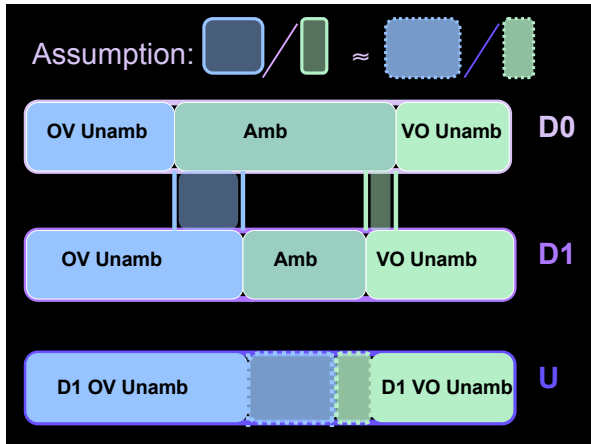 Assumption: / ≈ /
OV Unamb Amb VO Unamb D0
OV Unamb Amb VO Unamb D1
D1 OV Unamb D1 VO Unamb U